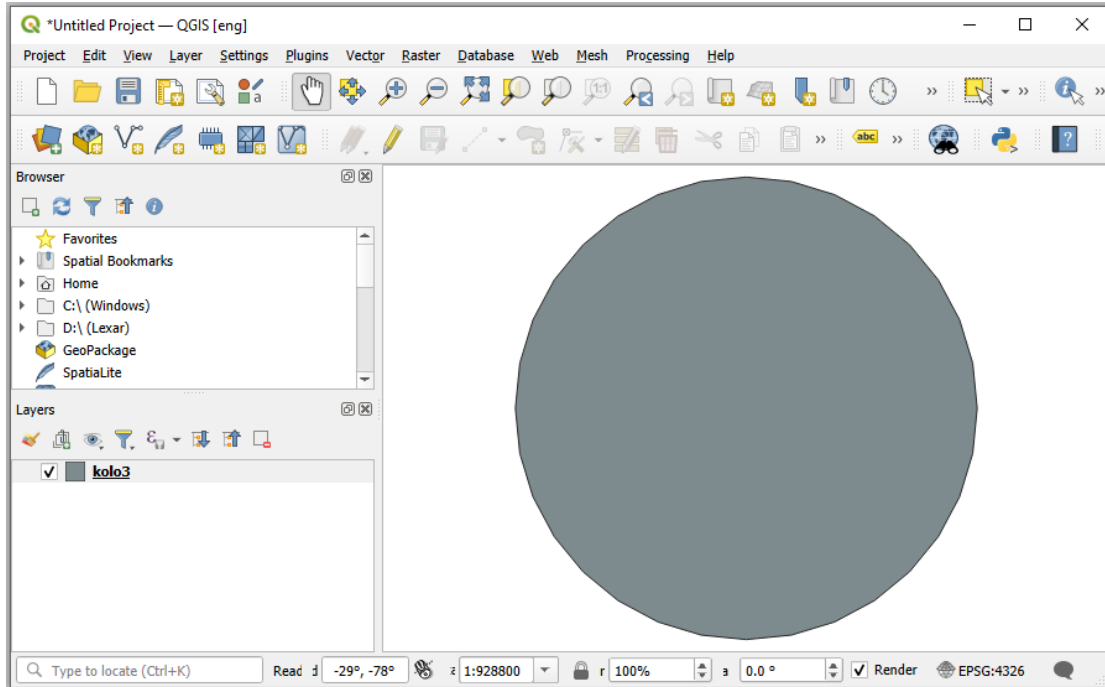 *Untitled Project — QGIS [eng]
Project Edit View Layer Settings Plugins Vector Raster Database Web Mesh Processing Help
1:1
abc
Browser
Favorites
Spatial Bookmarks
Home
C:\ (Windows)
D:\ (Lexar)
GeoPackage
SpatiaLite
Layers
kolo3
Type to locate (Ctrl+K) Read -29°, -78° 1:928800 r 100% a 0.0 ° Render EPSG:4326